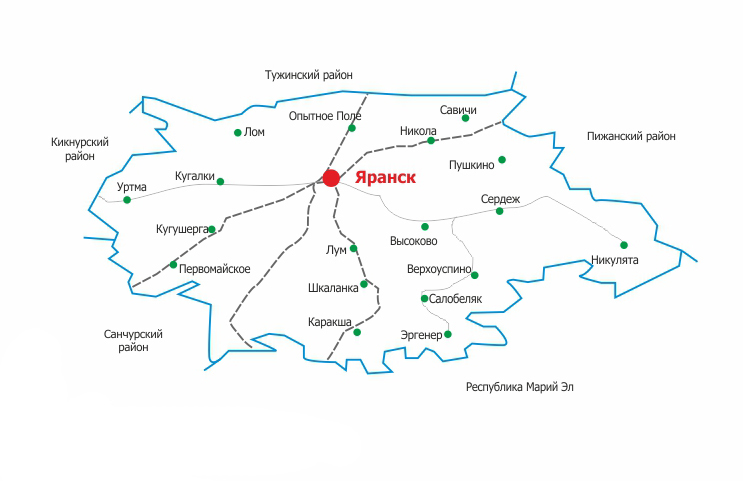 Тужинский район
Савичи
Опытное Поле
Никола
Лом
Пижанский район
Кикнурский
район
Пушкино
Яранск
Кугалки
Уртма
Сердеж
Кугушерга
Высоково
Лум
Никулята
Первомайское
Верхоуспино
Шкаланка
Салобеляк
Каракша
Эргенер
Санчурский
район
Республика Марий Эл